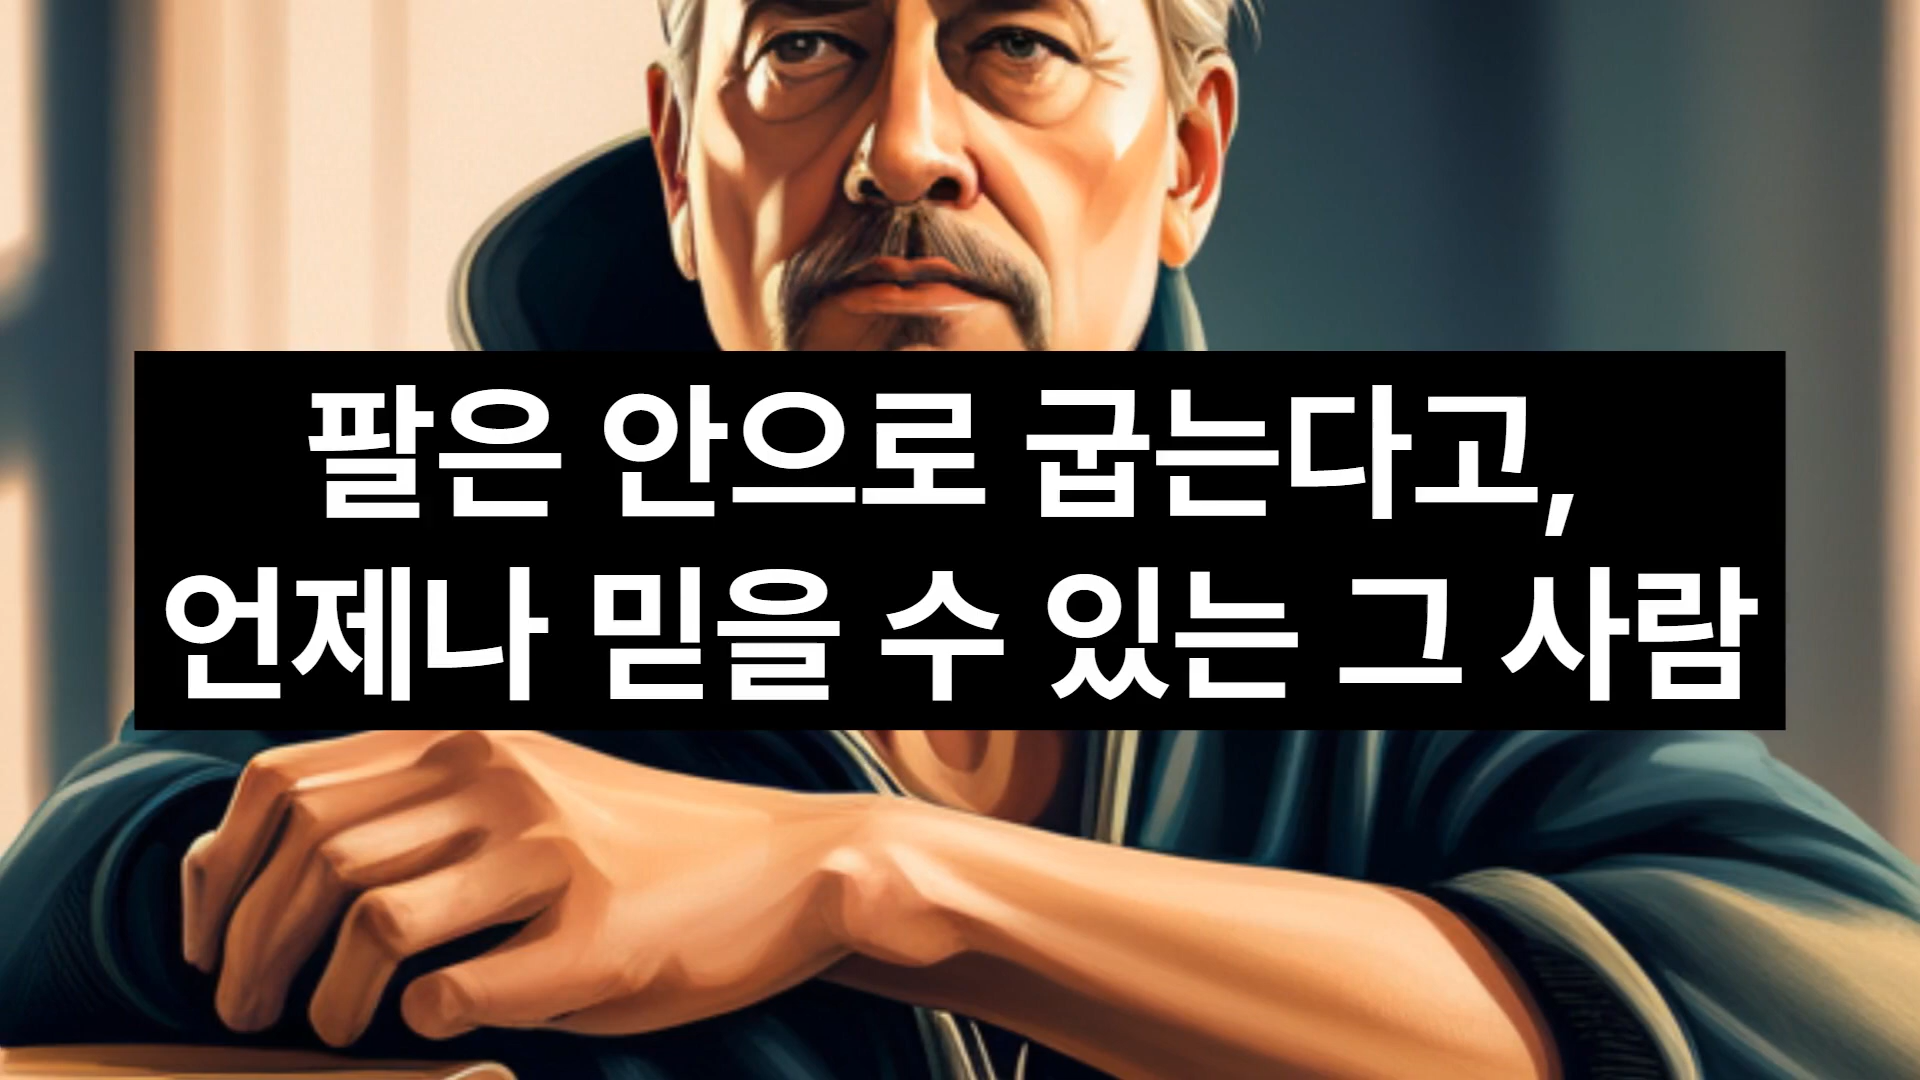 팔은 안으로 굽는다고,
언제나 믿을 수 있는 그 사람